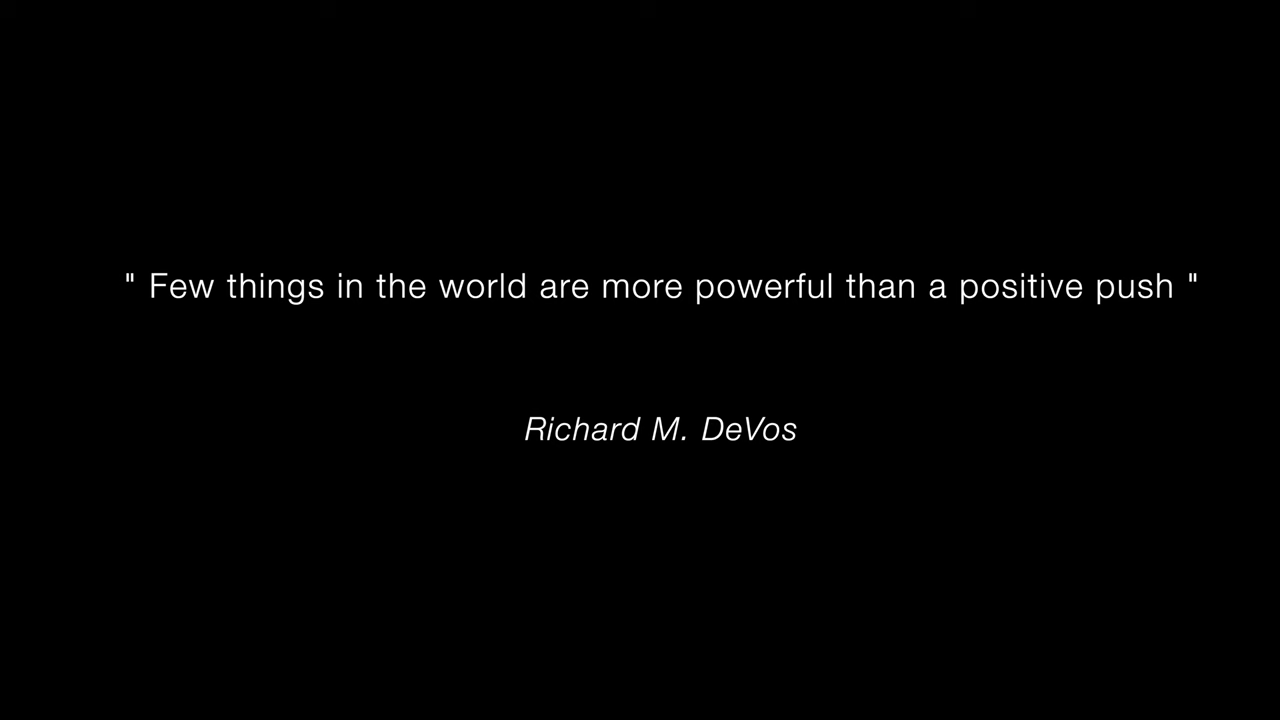 " Few things in the world are more powerful than a positive push "
Richard M. DeVos